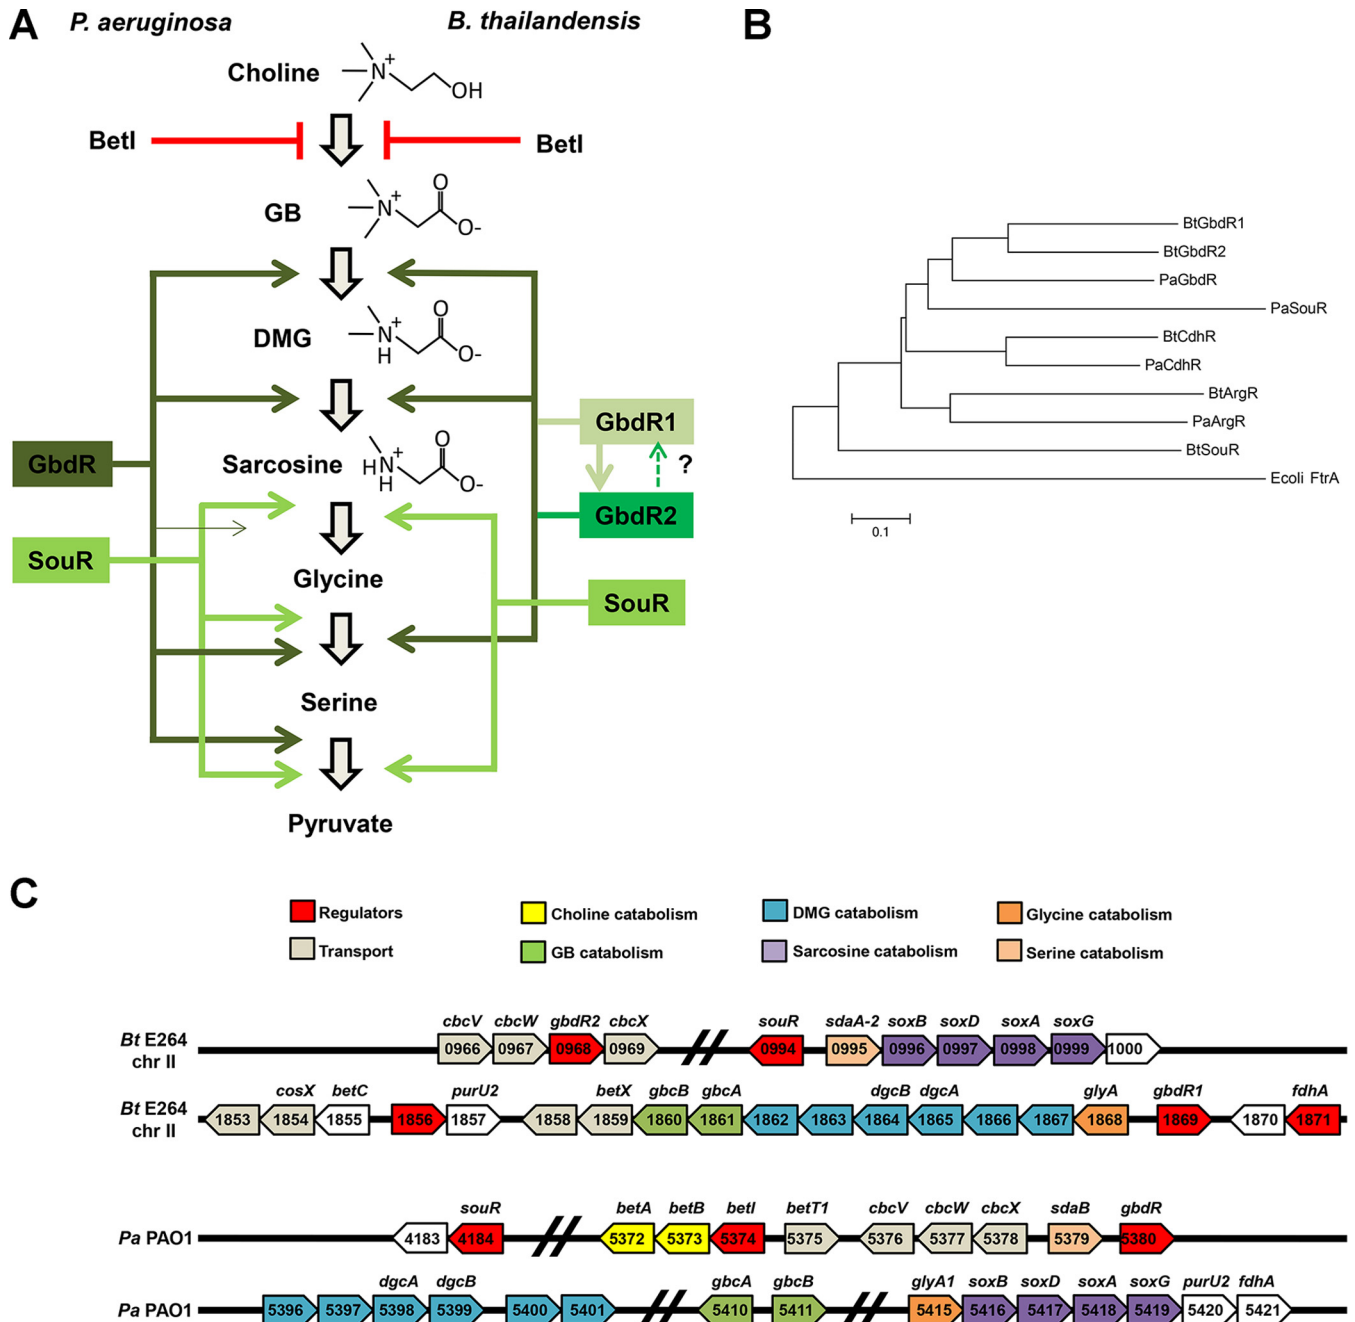 A
P. aeruginosa
B. thailandensis
B
Choline
N+
OH
BetI
BetI
GB
N+
O
O-
DMG
N+
H
O
O-
GbdR1
?
GbdR2
GbdR
SouR
Sarcosine
H
N+
H
O
O-
Glycine
SouR
Serine
Pyruvate
BtGbdR1
BtGbdR2
PaGbdR
PaSouR
BtCdhR
PaCdhR
BtArgR
PaArgR
BtSouR
Ecoli FtrA
0.1
C
Regulators
Choline catabolism
DMG catabolism
Glycine catabolism
Transport
GB catabolism
Sarcosine catabolism
Serine catabolism
cbcV cbcW gbdR2 cbcX souR sdaA-2 soxB soxD soxA soxG
Bt E264
chr II
0966 0967 0968 0969 0994 0995 0996 0997 0998 0999 1000
cosX betC purU2 betX gbcB gbcA dgcB dgcA glyA gbdR1 fdhA
Bt E264
chr II
1853 1854 1855 1856 1857 1858 1859 1860 1861 1862 1863 1864 1865 1866 1867 1868 1869 1870 1871
souR betA betB betI betT1 cbcV cbcW cbcX sdaB gbdR
Pa PAO1
4183 4184 5372 5373 5374 5375 5376 5377 5378 5379 5380
dgcA dgcB gbcA gbcB glyA1 soxB soxD soxA soxG purU2 fdhA
Pa PAO1
5396 5397 5398 5399 5400 5401 5410 5411 5415 5416 5417 5418 5419 5420 5421